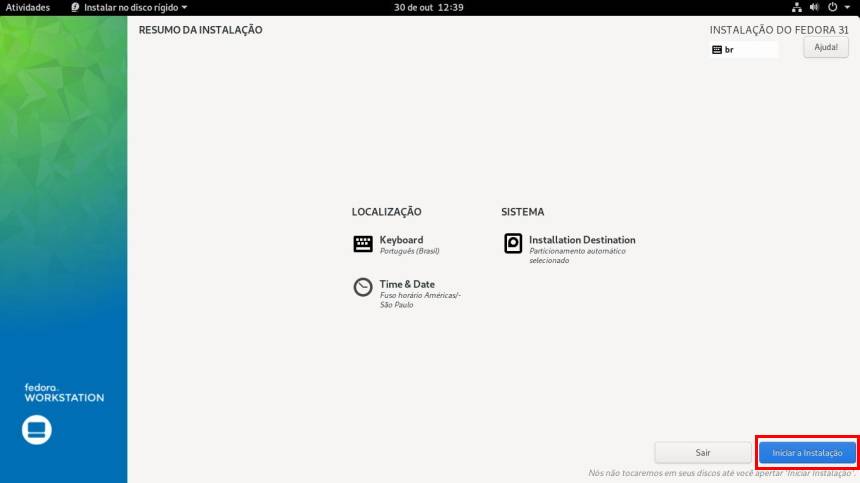 Atividades
Instalar no disco rígido
30 de out 12:39
RESUMO DA INSTALAÇÃO
INSTALAÇÃO DO FEDORA 31
br
Ajuda!
LOCALIZAÇÃO
Keyboard
Português (Brasil)
Time & Date
Fuso horário Américas/-
São Paulo
SISTEMA
Installation Destination
Particionamento automático
selecionado
fedora.
WORKSTATION
Sair
Iniciar a Instalação
Nós não tocaremos em seus discos até você apertar 'Iniciar Instalação'.